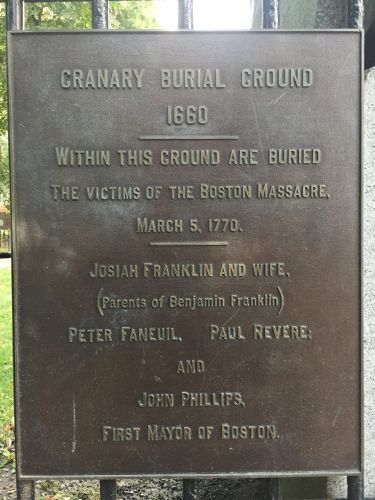 GRANARY BURIAL GROUND
1660
WITHIN THIS GROUND ARE BURIED
THE VICTIMS OF THE BOSTON MASSACRE,
MARCH 5, 1770.
JOSIAH FRANKLIN AND WIFE,
(PARENTS OF BENJAMIN FRANKLIN)
PETER FANEUIL, PAUL REVERE;
AND
JOHN PHILLIPS,
FIRST MAYOR OF BOSTON.